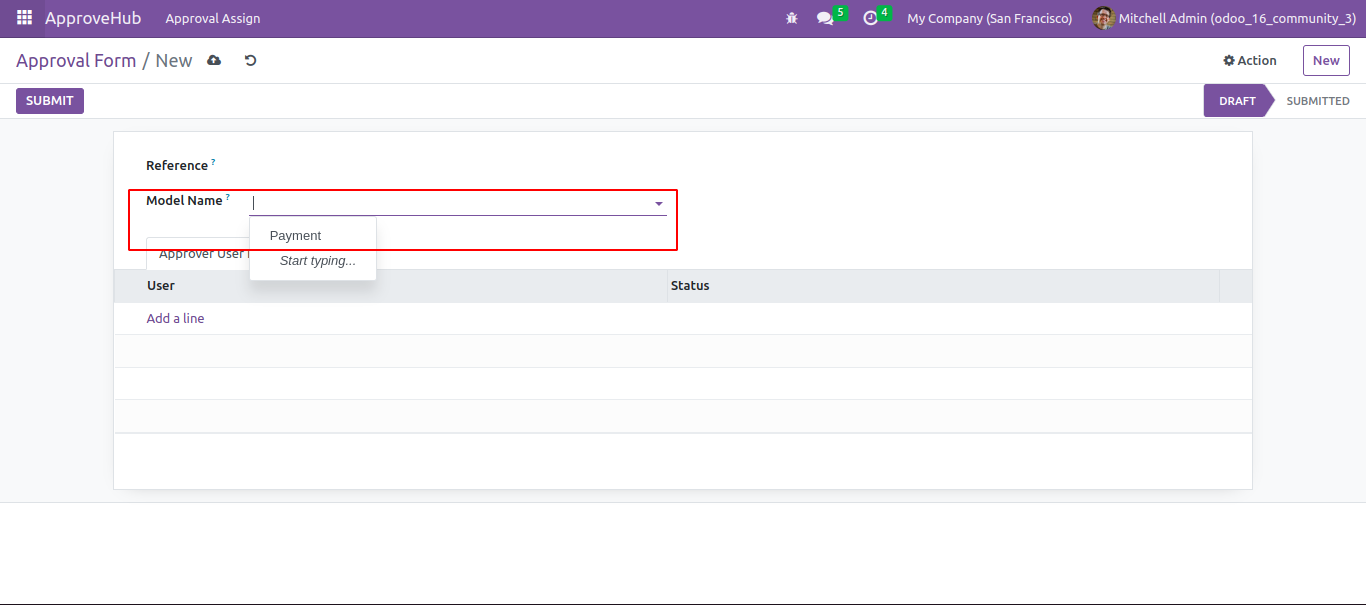 ApproveHub Approval Assign 5 4 My Company (San Francisco) Mitchell Admin (odoo_16_community_3)
Approval Form / New Action New
SUBMIT DRAFT SUBMITTED
Reference ?
Model Name ?
Payment
Approver User
Start typing...
User Status
Add a line